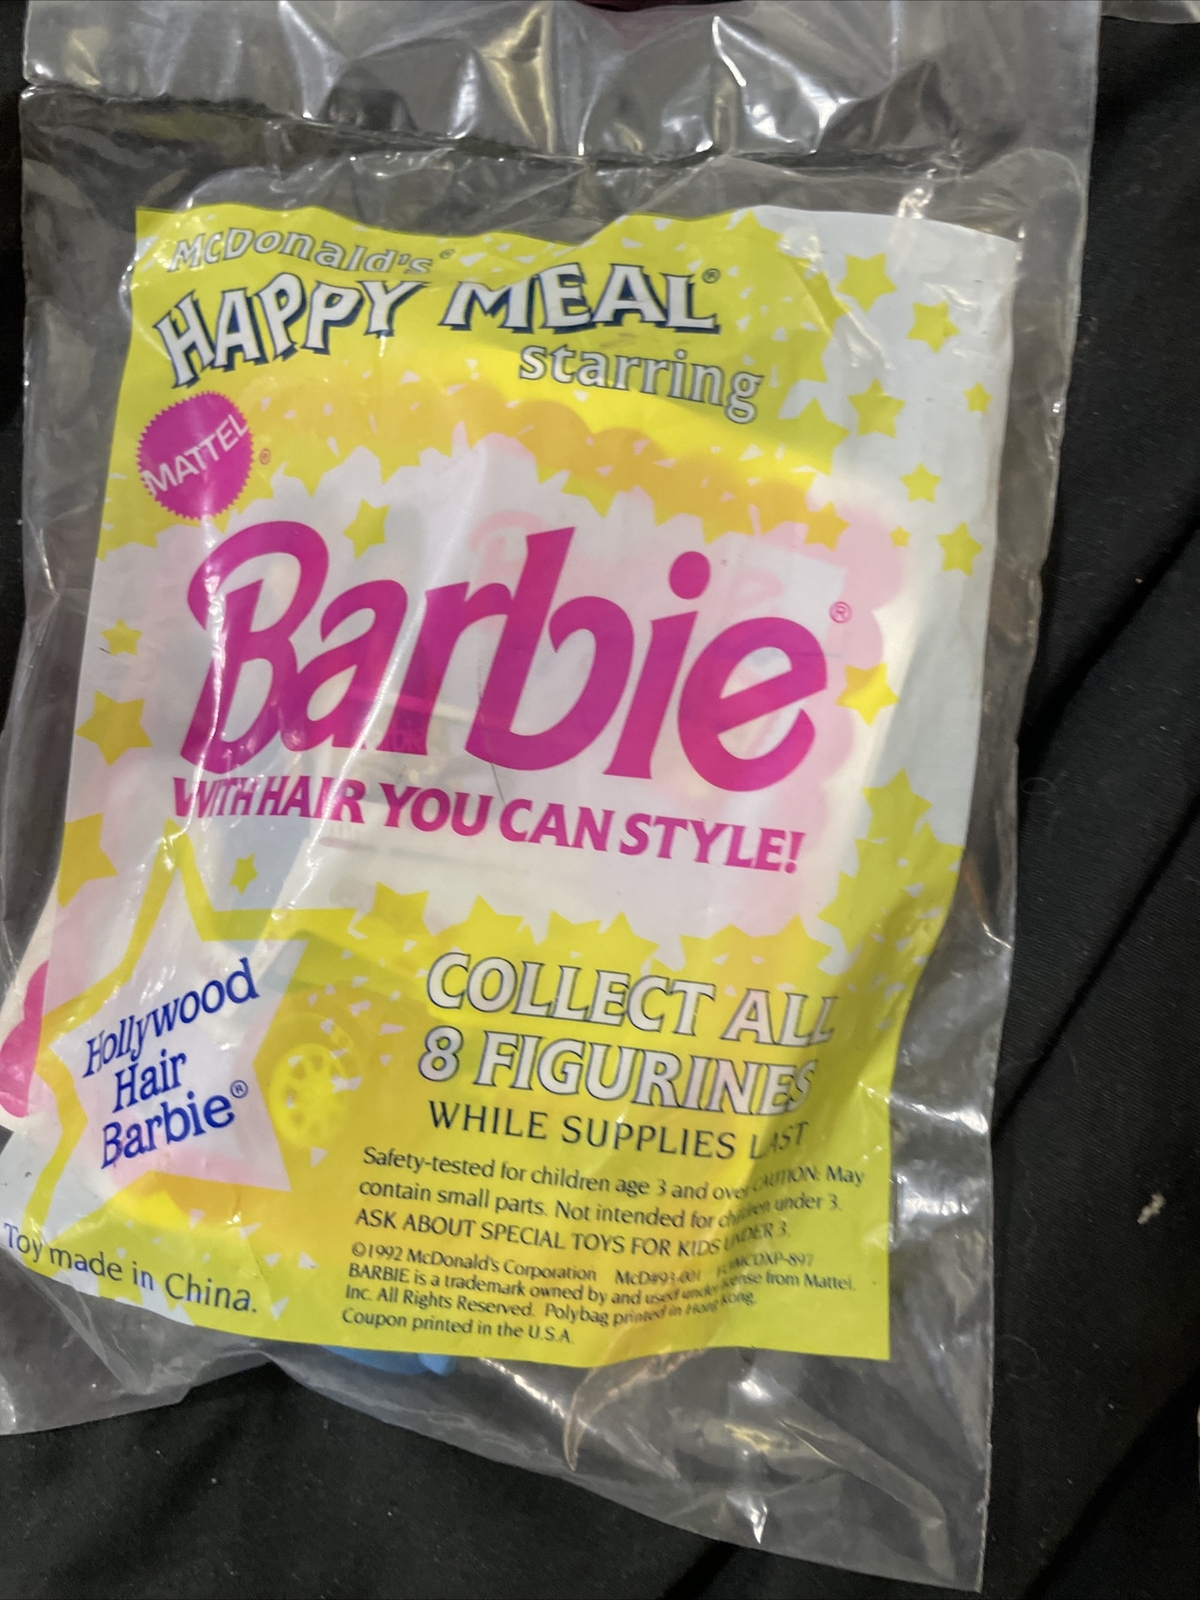 McDonald's®
HAPPY MEAL®
starring
MATTEL®
Barbie®
WITH HAIR YOU CAN STYLE!
Hollywood
Hair
Barbie®
COLLECT ALL
8 FIGURINES
WHILE SUPPLIES LAST
Safety-tested for children age 3 and over CAUTION: May
contain small parts. Not intended for children under 3.
ASK ABOUT SPECIAL TOYS FOR KIDS UNDER 3.
©1992 McDonald's Corporation McD#93-001
BARBIE is a trademark owned by and used under license from Mattel.
Inc. All Rights Reserved. Polybag printed in Hong Kong.
Coupon printed in the U.S.A.
Toy made in China.